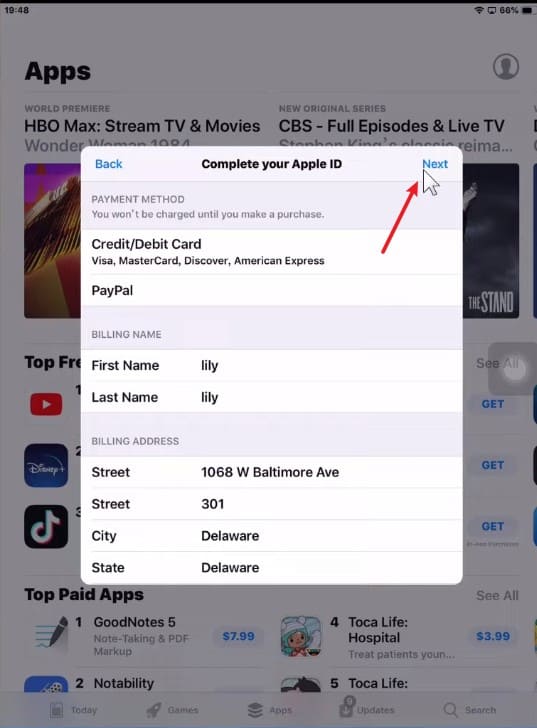 19:48
66%
Apps
WORLD PREMIERE
HBO Max: Stream TV & Movies
Wonder Woman 1984
NEW ORIGINAL SERIES
CBS - Full Episodes & Live TV
Stephen King's classic reima...
Back
Complete your Apple ID
Next
PAYMENT METHOD
You won't be charged until you make a purchase.
Credit/Debit Card
Visa, MasterCard, Discover, American Express
PayPal
BILLING NAME
First Name lily
Last Name lily
BILLING ADDRESS
Street 1068 W Baltimore Ave
Street 301
City Delaware
State Delaware
THE STAND
Top Fre
See All
1
GET
Disney+
2
GET
3
GET
In-App Purchases
Top Paid Apps
See All
1 GoodNotes 5
Note-Taking & PDF
Markup
$7.99
4 Toca Life:
Hospital
Treat patients youn...
$3.99
2 Notability
5 Toca Life:
Today
Games
Apps
Updates
Search